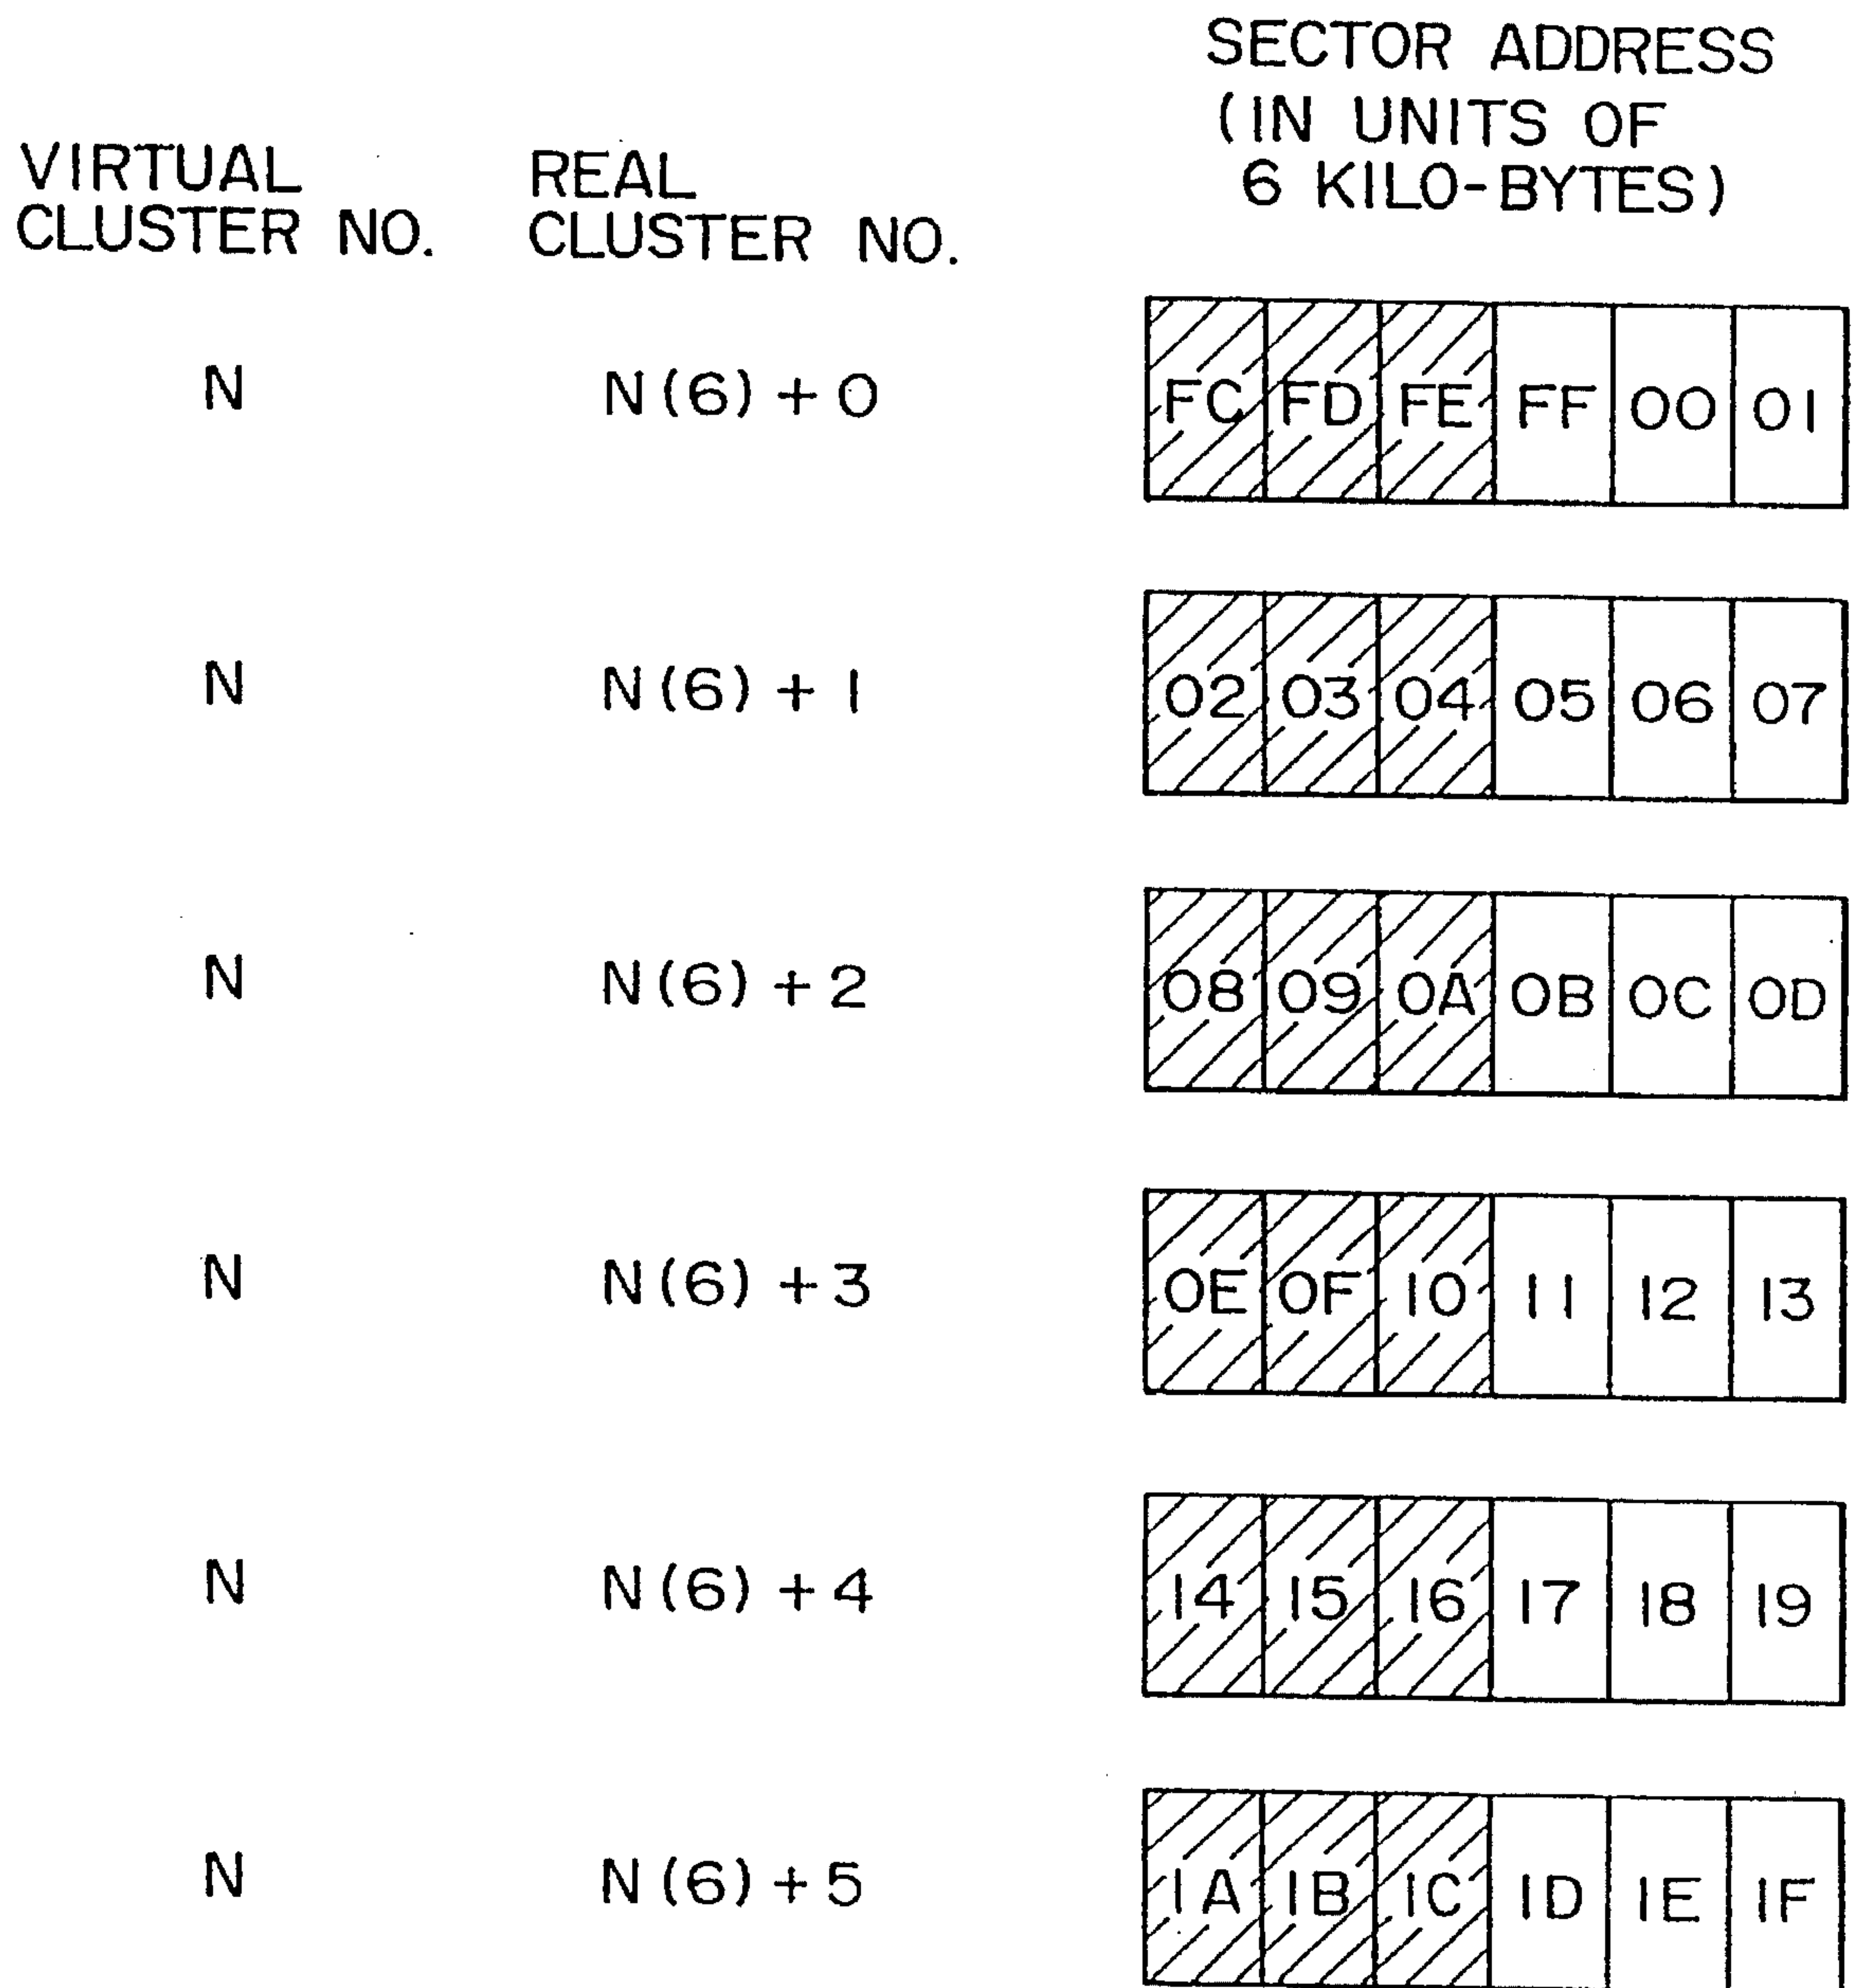 SECTOR ADDRESS
(IN UNITS OF
6 KILO-BYTES)
VIRTUAL
CLUSTER NO.
REAL
CLUSTER NO.
N N(6)+0 FC FD FE FF 00 01
N N(6)+1 02 03 04 05 06 07
N N(6)+2 08 09 0A 0B 0C 0D
N N(6)+3 0E 0F 10 11 12 13
N N(6)+4 14 15 16 17 18 19
N N(6)+5 1A 1B 1C 1D 1E 1F